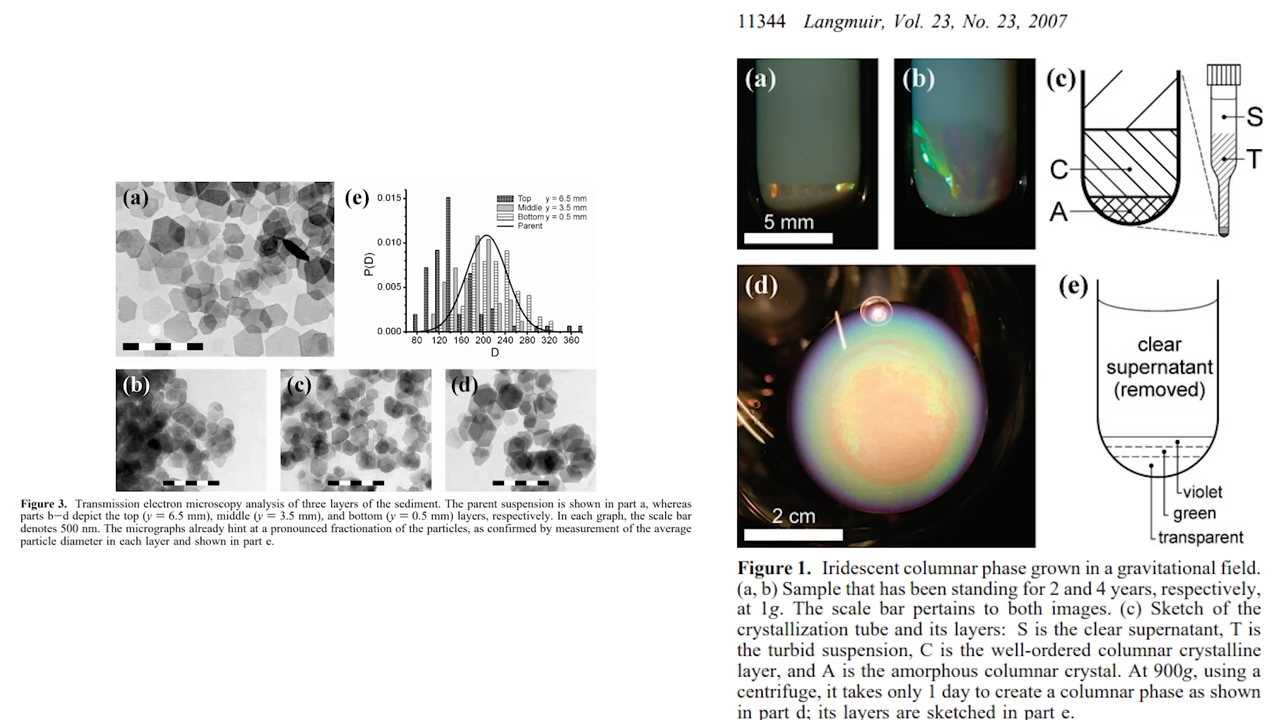 (a)
(e)
0.015
0.010
0.005
0.000
P(D)
Top y = 6.5 mm
Middle y = 3.5 mm
Bottom y = 0.5 mm
Parent
80 120 160 200 240 280 320 360
D
(b)
(c)
(d)
Figure 3. Transmission electron microscopy analysis of three layers of the sediment. The parent suspension is shown in part a, whereas
parts b–d depict the top (y = 6.5 mm), middle (y = 3.5 mm), and bottom (y = 0.5 mm) layers, respectively. In each graph, the scale bar
denotes 500 nm. The micrographs already hint at a pronounced fractionation of the particles, as confirmed by measurement of the average
particle diameter in each layer and shown in part e.
11344 Langmuir, Vol. 23, No. 23, 2007
(a)
5 mm
(b)
(c)
S
T
C
A
(d)
2 cm
(e)
clear
supernatant
(removed)
violet
green
transparent
Figure 1. Iridescent columnar phase grown in a gravitational field.
(a, b) Sample that has been standing for 2 and 4 years, respectively,
at 1g. The scale bar pertains to both images. (c) Sketch of the
crystallization tube and its layers: S is the clear supernatant, T is
the turbid suspension, C is the well-ordered columnar crystalline
layer, and A is the amorphous columnar crystal. At 900g, using a
centrifuge, it takes only 1 day to create a columnar phase as shown
in part d; its layers are sketched in part e.